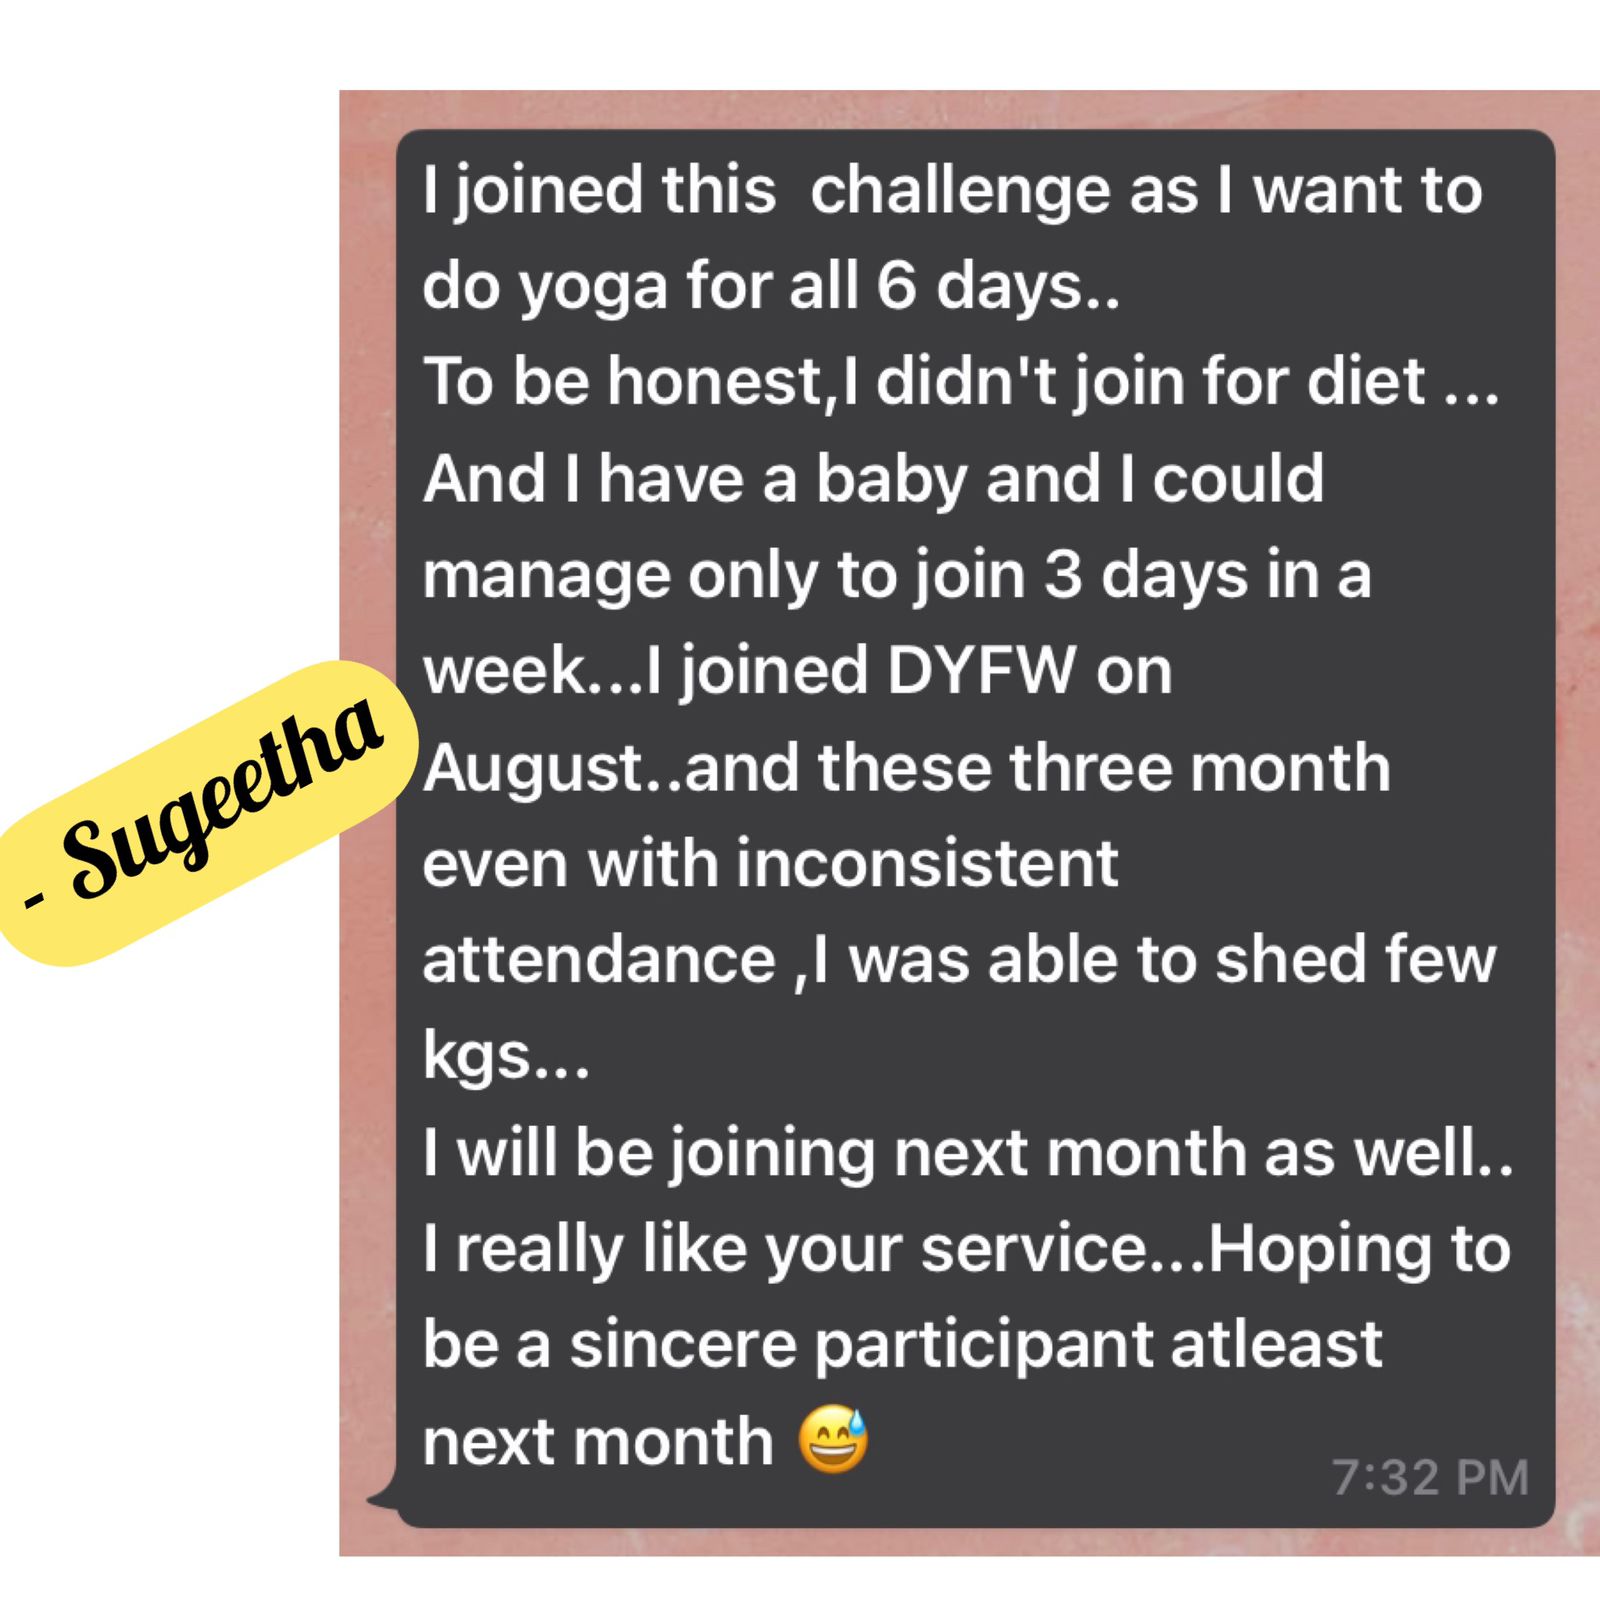 I joined this  challenge as I want to
do yoga for all 6 days..
To be honest,I didn't join for diet ...
And I have a baby and I could
manage only to join 3 days in a
week...I joined DYFW on
August..and these three month
even with inconsistent
attendance ,I was able to shed few
kgs...
I will be joining next month as well..
I really like your service...Hoping to
be a sincere participant atleast
next month 😅
7:32 PM
- Sugeetha